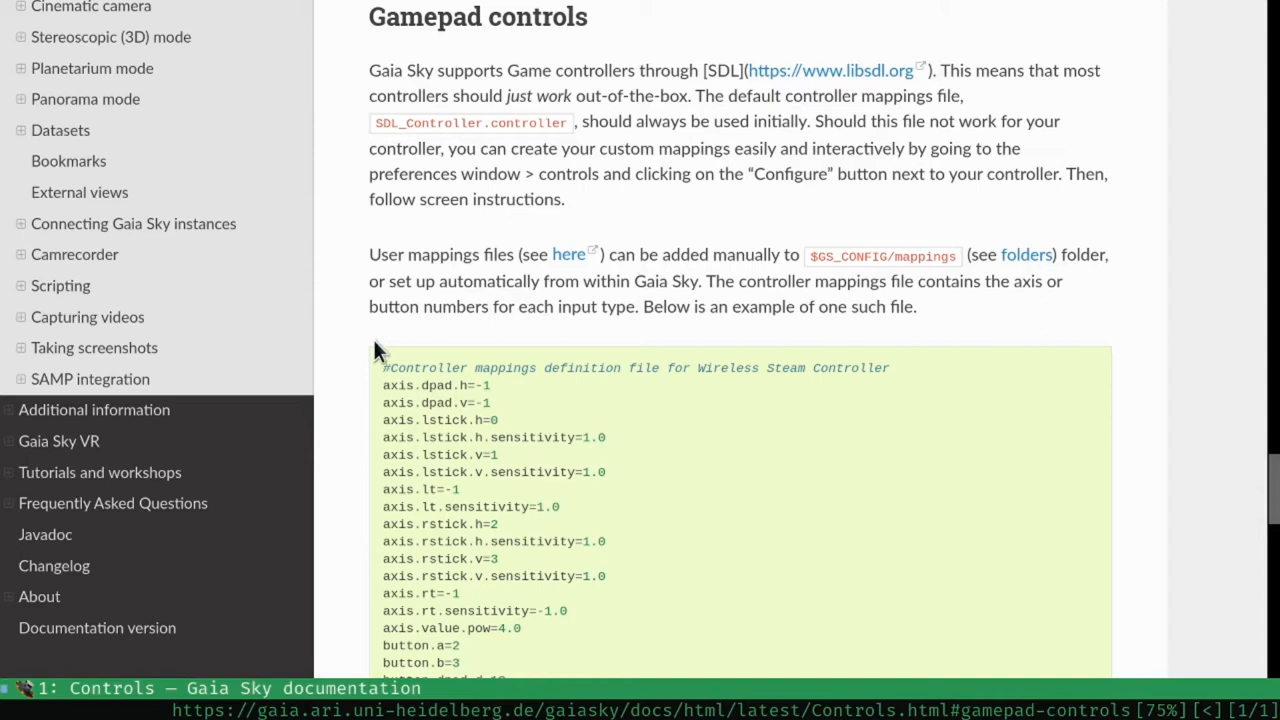 Cinematic camera
Stereoscopic (3D) mode
Planetarium mode
Panorama mode
Datasets
Bookmarks
External views
Connecting Gaia Sky instances
Camrecorder
Scripting
Capturing videos
Taking screenshots
SAMP integration
Additional information
Gaia Sky VR
Tutorials and workshops
Frequently Asked Questions
Javadoc
Changelog
About
Documentation version
Gamepad controls
Gaia Sky supports Game controllers through [SDL](https://www.libsdl.org). This means that most
controllers should just work out-of-the-box. The default controller mappings file,
SDL_Controller.controller, should always be used initially. Should this file not work for your
controller, you can create your custom mappings easily and interactively by going to the
preferences window > controls and clicking on the “Configure” button next to your controller. Then,
follow screen instructions.
User mappings files (see here) can be added manually to $GS_CONFIG/mappings (see folders) folder,
or set up automatically from within Gaia Sky. The controller mappings file contains the axis or
button numbers for each input type. Below is an example of one such file.
#Controller mappings definition file for Wireless Steam Controller
axis.dpad.h=-1
axis.dpad.v=-1
axis.lstick.h=0
axis.lstick.h.sensitivity=1.0
axis.lstick.v=1
axis.lstick.v.sensitivity=1.0
axis.lt=-1
axis.lt.sensitivity=1.0
axis.rstick.h=2
axis.rstick.h.sensitivity=1.0
axis.rstick.v=3
axis.rstick.v.sensitivity=1.0
axis.rt=-1
axis.rt.sensitivity=-1.0
axis.value.pow=4.0
button.a=2
button.b=3
1: Controls — Gaia Sky documentation
https://gaia.ari.uni-heidelberg.de/gaiasky/docs/html/latest/Controls.html#gamepad-controls [75%][<][1/1]